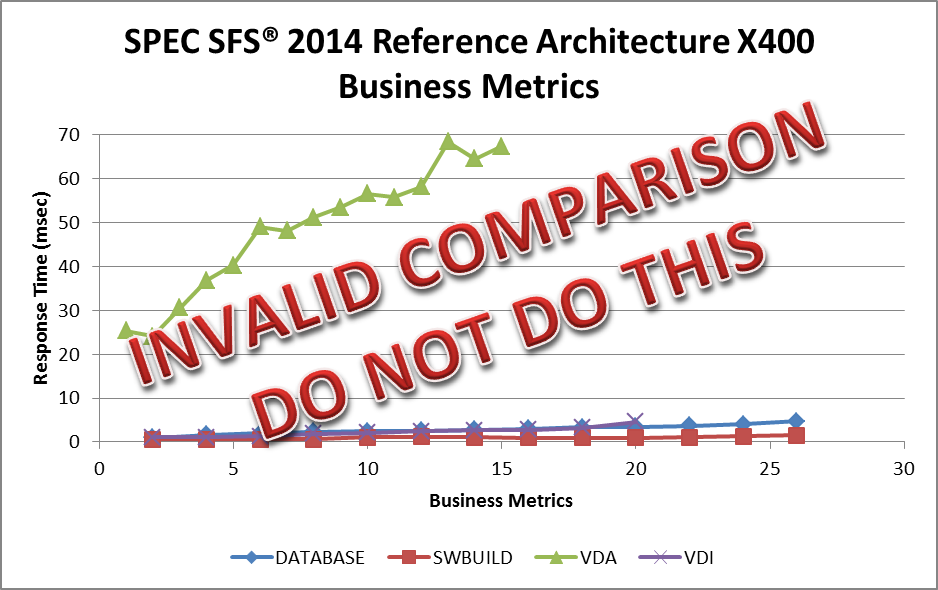 SPEC SFS® 2014 Reference Architecture X400
Business Metrics
70
60
50
40
30
20
10
0
Response Time (msec)
INVALID COMPARISON
DO NOT DO THIS
0 5 10 15 20 25 30
Business Metrics
DATABASE SWBUILD VDA VDI